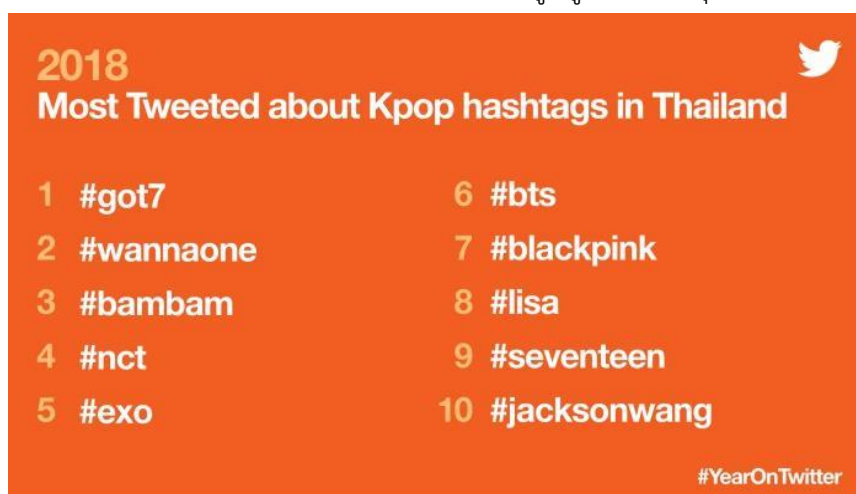 2018
Most Tweeted about Kpop hashtags in Thailand
1 #got7
2 #wannaone
3 #bambam
4 #nct
5 #exo
6 #bts
7 #blackpink
8 #lisa
9 #seventeen
10 #jacksonwang
#YearOnTwitter